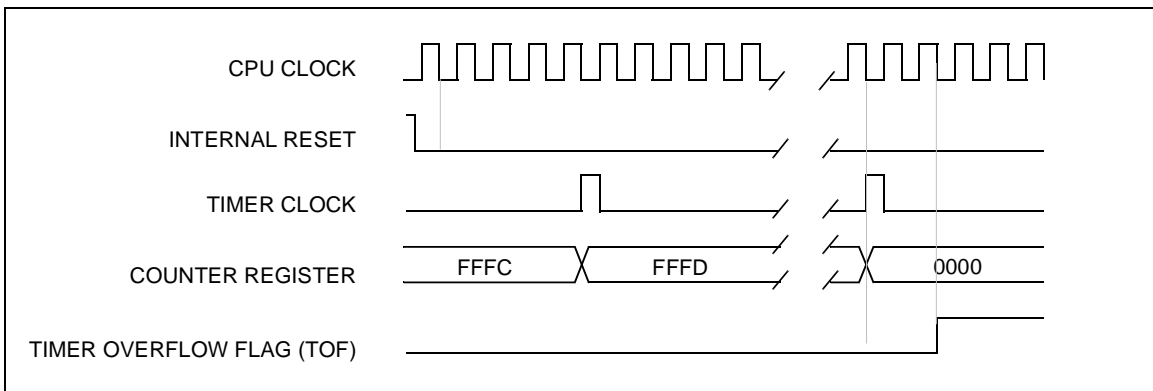 CPU CLOCK
INTERNAL RESET
TIMER CLOCK
COUNTER REGISTER FFFC FFFD 0000
TIMER OVERFLOW FLAG (TOF)